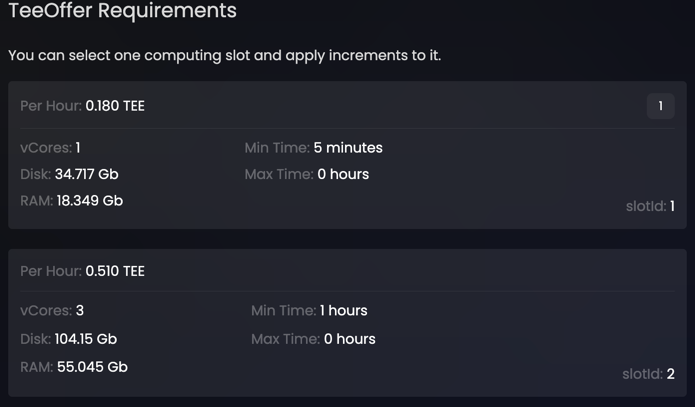 TeeOffer Requirements
You can select one computing slot and apply increments to it.
Per Hour: 0.180 TEE 1
vCores: 1 Min Time: 5 minutes
Disk: 34.717 Gb Max Time: 0 hours
RAM: 18.349 Gb
slotId: 1
Per Hour: 0.510 TEE
vCores: 3 Min Time: 1 hours
Disk: 104.15 Gb Max Time: 0 hours
RAM: 55.045 Gb
slotId: 2